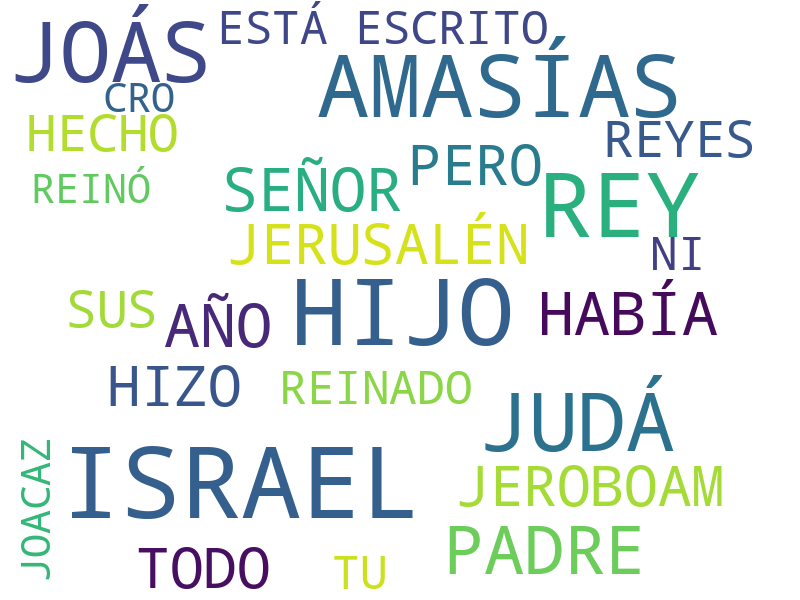 JOÁS
ESTÁ ESCRITO
AMASÍAS
CRO
HECHO
REYES
PERO
REINÓ
SEÑOR
REY
JERUSALÉN
NI
SUS
AÑO
HIJO
HABÍA
HIZO
REINADO
JUDÁ
ISRAEL
JOACAZ
JEROBOAM
PADRE
TODO
TU